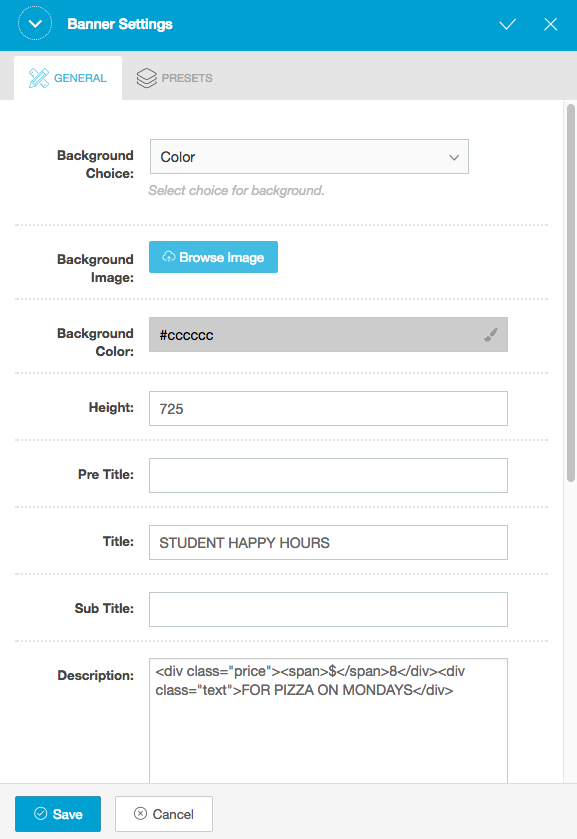 Banner Settings
GENERAL
PRESETS
Background
Choice:
Color
Select choice for background.
Background
Image:
Browse Image
Background
Color:
#cccccc
Height:
725
Pre Title:
Title:
STUDENT HAPPY HOURS
Sub Title:
Description:
<div class="price"><span>$</span>8</div><div
class="text">FOR PIZZA ON MONDAYS</div>
Save
Cancel